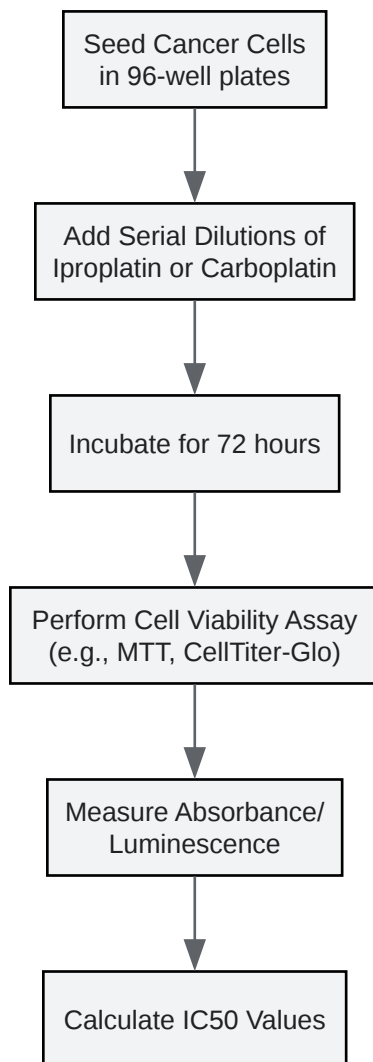 Seed Cancer Cells
in 96-well plates
Add Serial Dilutions of
Iproplatin or Carboplatin
Incubate for 72 hours
Perform Cell Viability Assay
(e.g., MTT, CellTiter-Glo)
Measure Absorbance/
Luminescence
Calculate IC50 Values